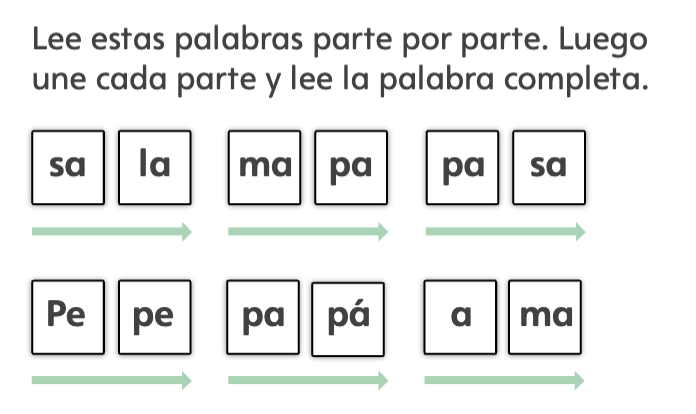 Lee estas palabras parte por parte. Luego
une cada parte y lee la palabra completa.
sa la ma pa pa sa
Pe pe pa pá a ma